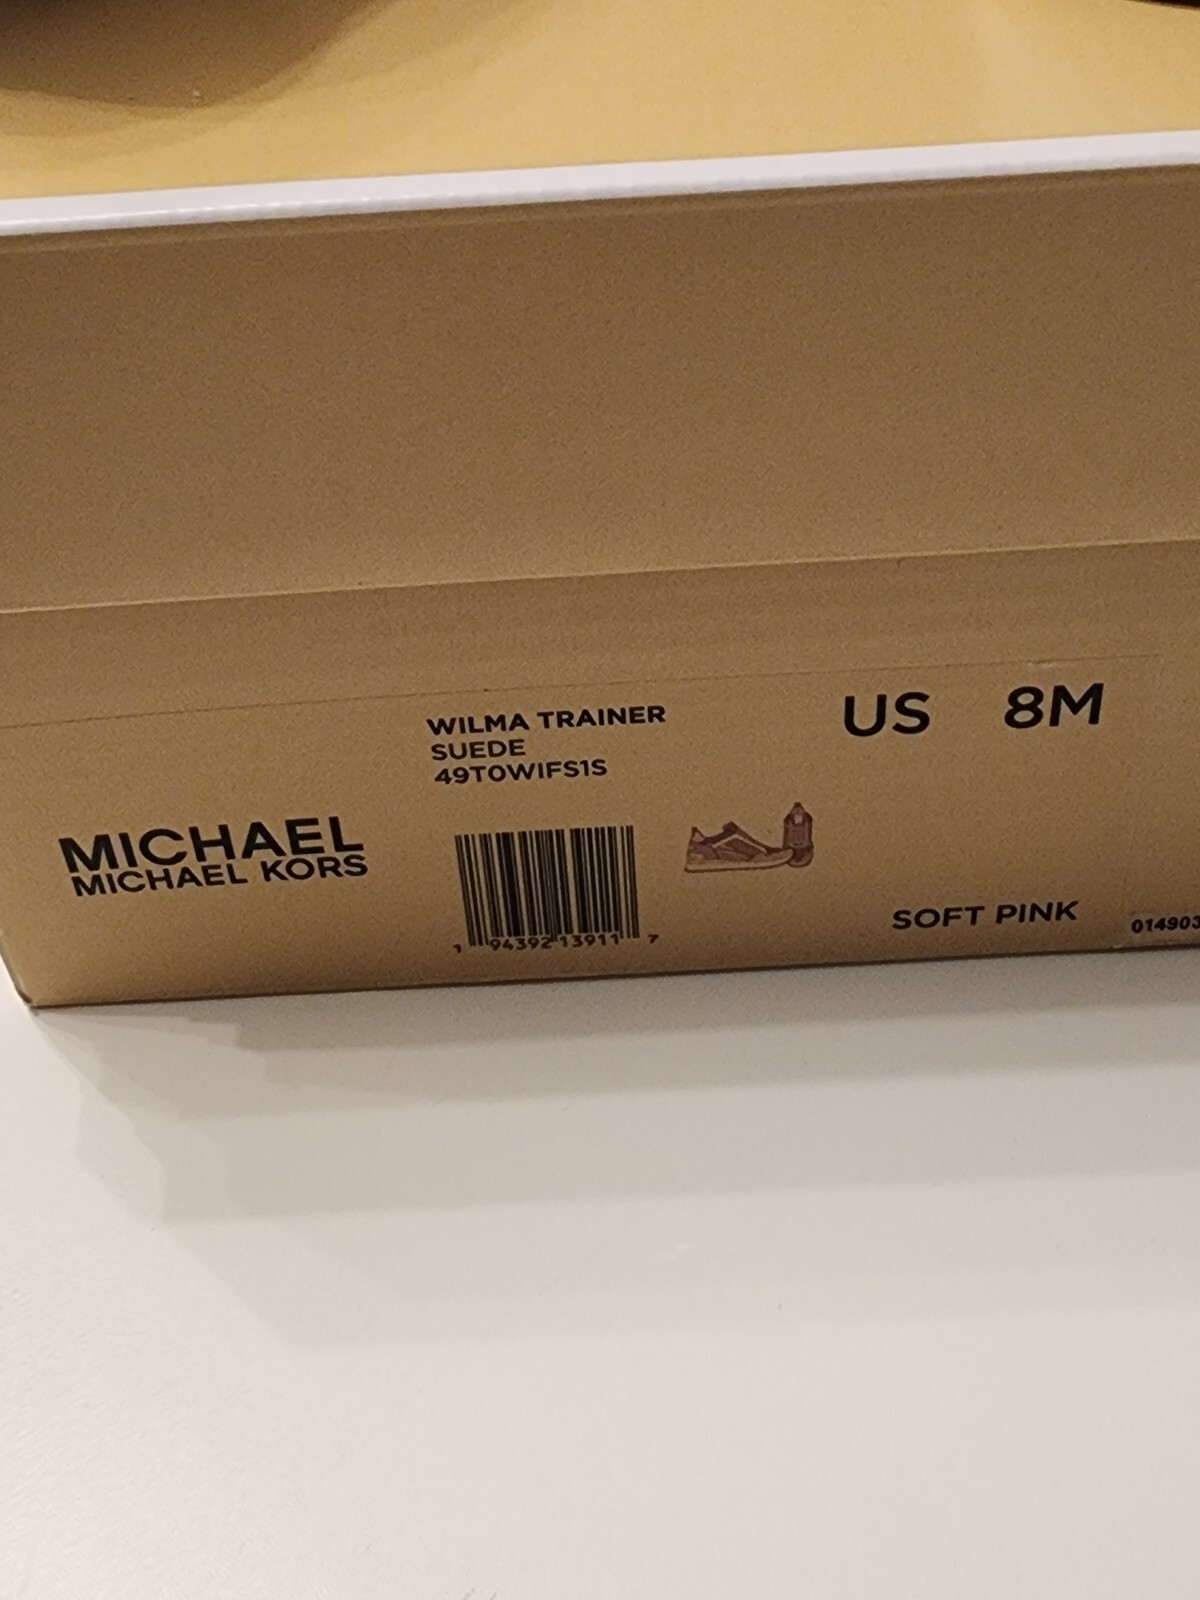 WILMA TRAINER
SUEDE
49T0WIFS1S
US 8M
MICHAEL
MICHAEL KORS
1 94392 13911 7
SOFT PINK
014903